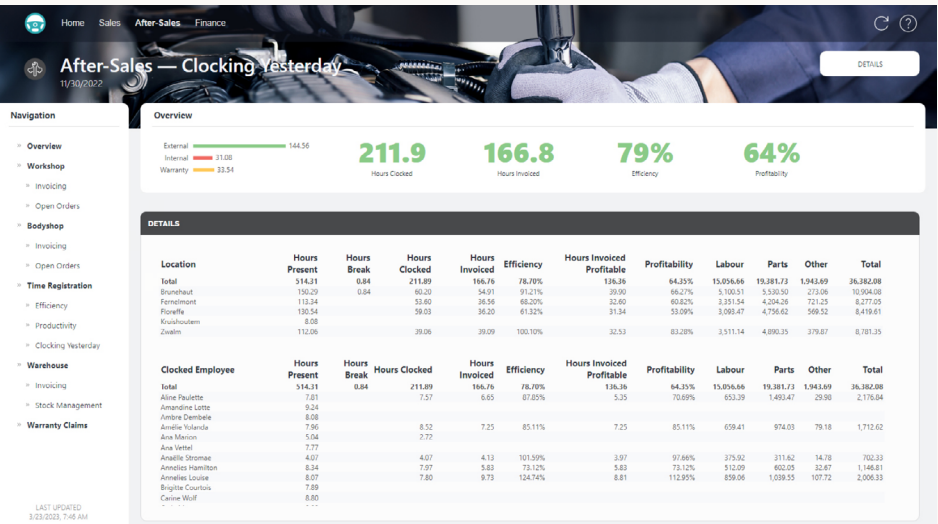 Home Sales After-Sales Finance
After-Sales — Clocking Yesterday
11/30/2022
DETAILS
Navigation
Overview
Workshop
Invoicing
Open Orders
Bodyshop
Invoicing
Open Orders
Time Registration
Efficiency
Productivity
Clocking Yesterday
Warehouse
Invoicing
Stock Management
Warranty Claims
LAST UPDATED
3/23/2023, 7:46 AM
Overview
External 144.56
Internal 31.08
Warranty 33.54
211.9
Hours Clocked
166.8
Hours Invoiced
79%
Efficiency
64%
Profitability
DETAILS
Location Hours Present Hours Break Hours Clocked Hours Invoiced Efficiency Hours Invoiced Profitable Profitability Labour Parts Other Total
Total 514.31 0.84 211.89 166.76 78.70% 136.36 64.35% 15,056.66 19,381.73 1,943.69 36,382.08
Brunehaut 150.29 0.84 60.20 54.91 91.21% 39.90 66.27% 5,100.51 5,530.50 273.06 10,904.08
Fernelmont 113.34 53.60 36.56 68.20% 32.60 60.82% 3,351.54 4,204.26 721.25 8,277.05
Floreffe 130.54 59.03 36.20 61.32% 31.34 53.09% 3,093.47 4,756.62 569.52 8,419.61
Kruishoutem 8.08
Zwalm 112.06 39.06 39.09 100.10% 32.53 83.28% 3,511.14 4,890.35 379.87 8,781.35
Clocked Employee Hours Present Hours Break Hours Clocked Hours Invoiced Efficiency Hours Invoiced Profitable Profitability Labour Parts Other Total
Total 514.31 0.84 211.89 166.76 78.70% 136.36 64.35% 15,056.66 19,381.73 1,943.69 36,382.08
Aline Paulette 7.81 7.57 6.65 87.85% 5.35 70.69% 653.39 1,493.47 29.98 2,176.84
Amandine Lotte 9.24
Ambre Dembele 8.08
Amélie Yolanda 7.96 8.52 7.25 85.11% 7.25 85.11% 659.41 974.03 79.18 1,712.62
Ana Marion 5.04 2.72
Ana Vettel 7.77
Anaëlle Stromae 4.07 4.07 4.13 101.59% 3.97 97.66% 375.92 311.62 14.78 702.33
Annelies Hamilton 8.34 7.97 5.83 73.12% 5.83 73.12% 512.09 602.05 32.67 1,146.81
Annelies Louise 8.07 7.80 9.73 124.74% 8.81 112.95% 859.06 1,039.55 107.72 2,006.33
Brigitte Courtois 7.89
Carine Wolf 8.80